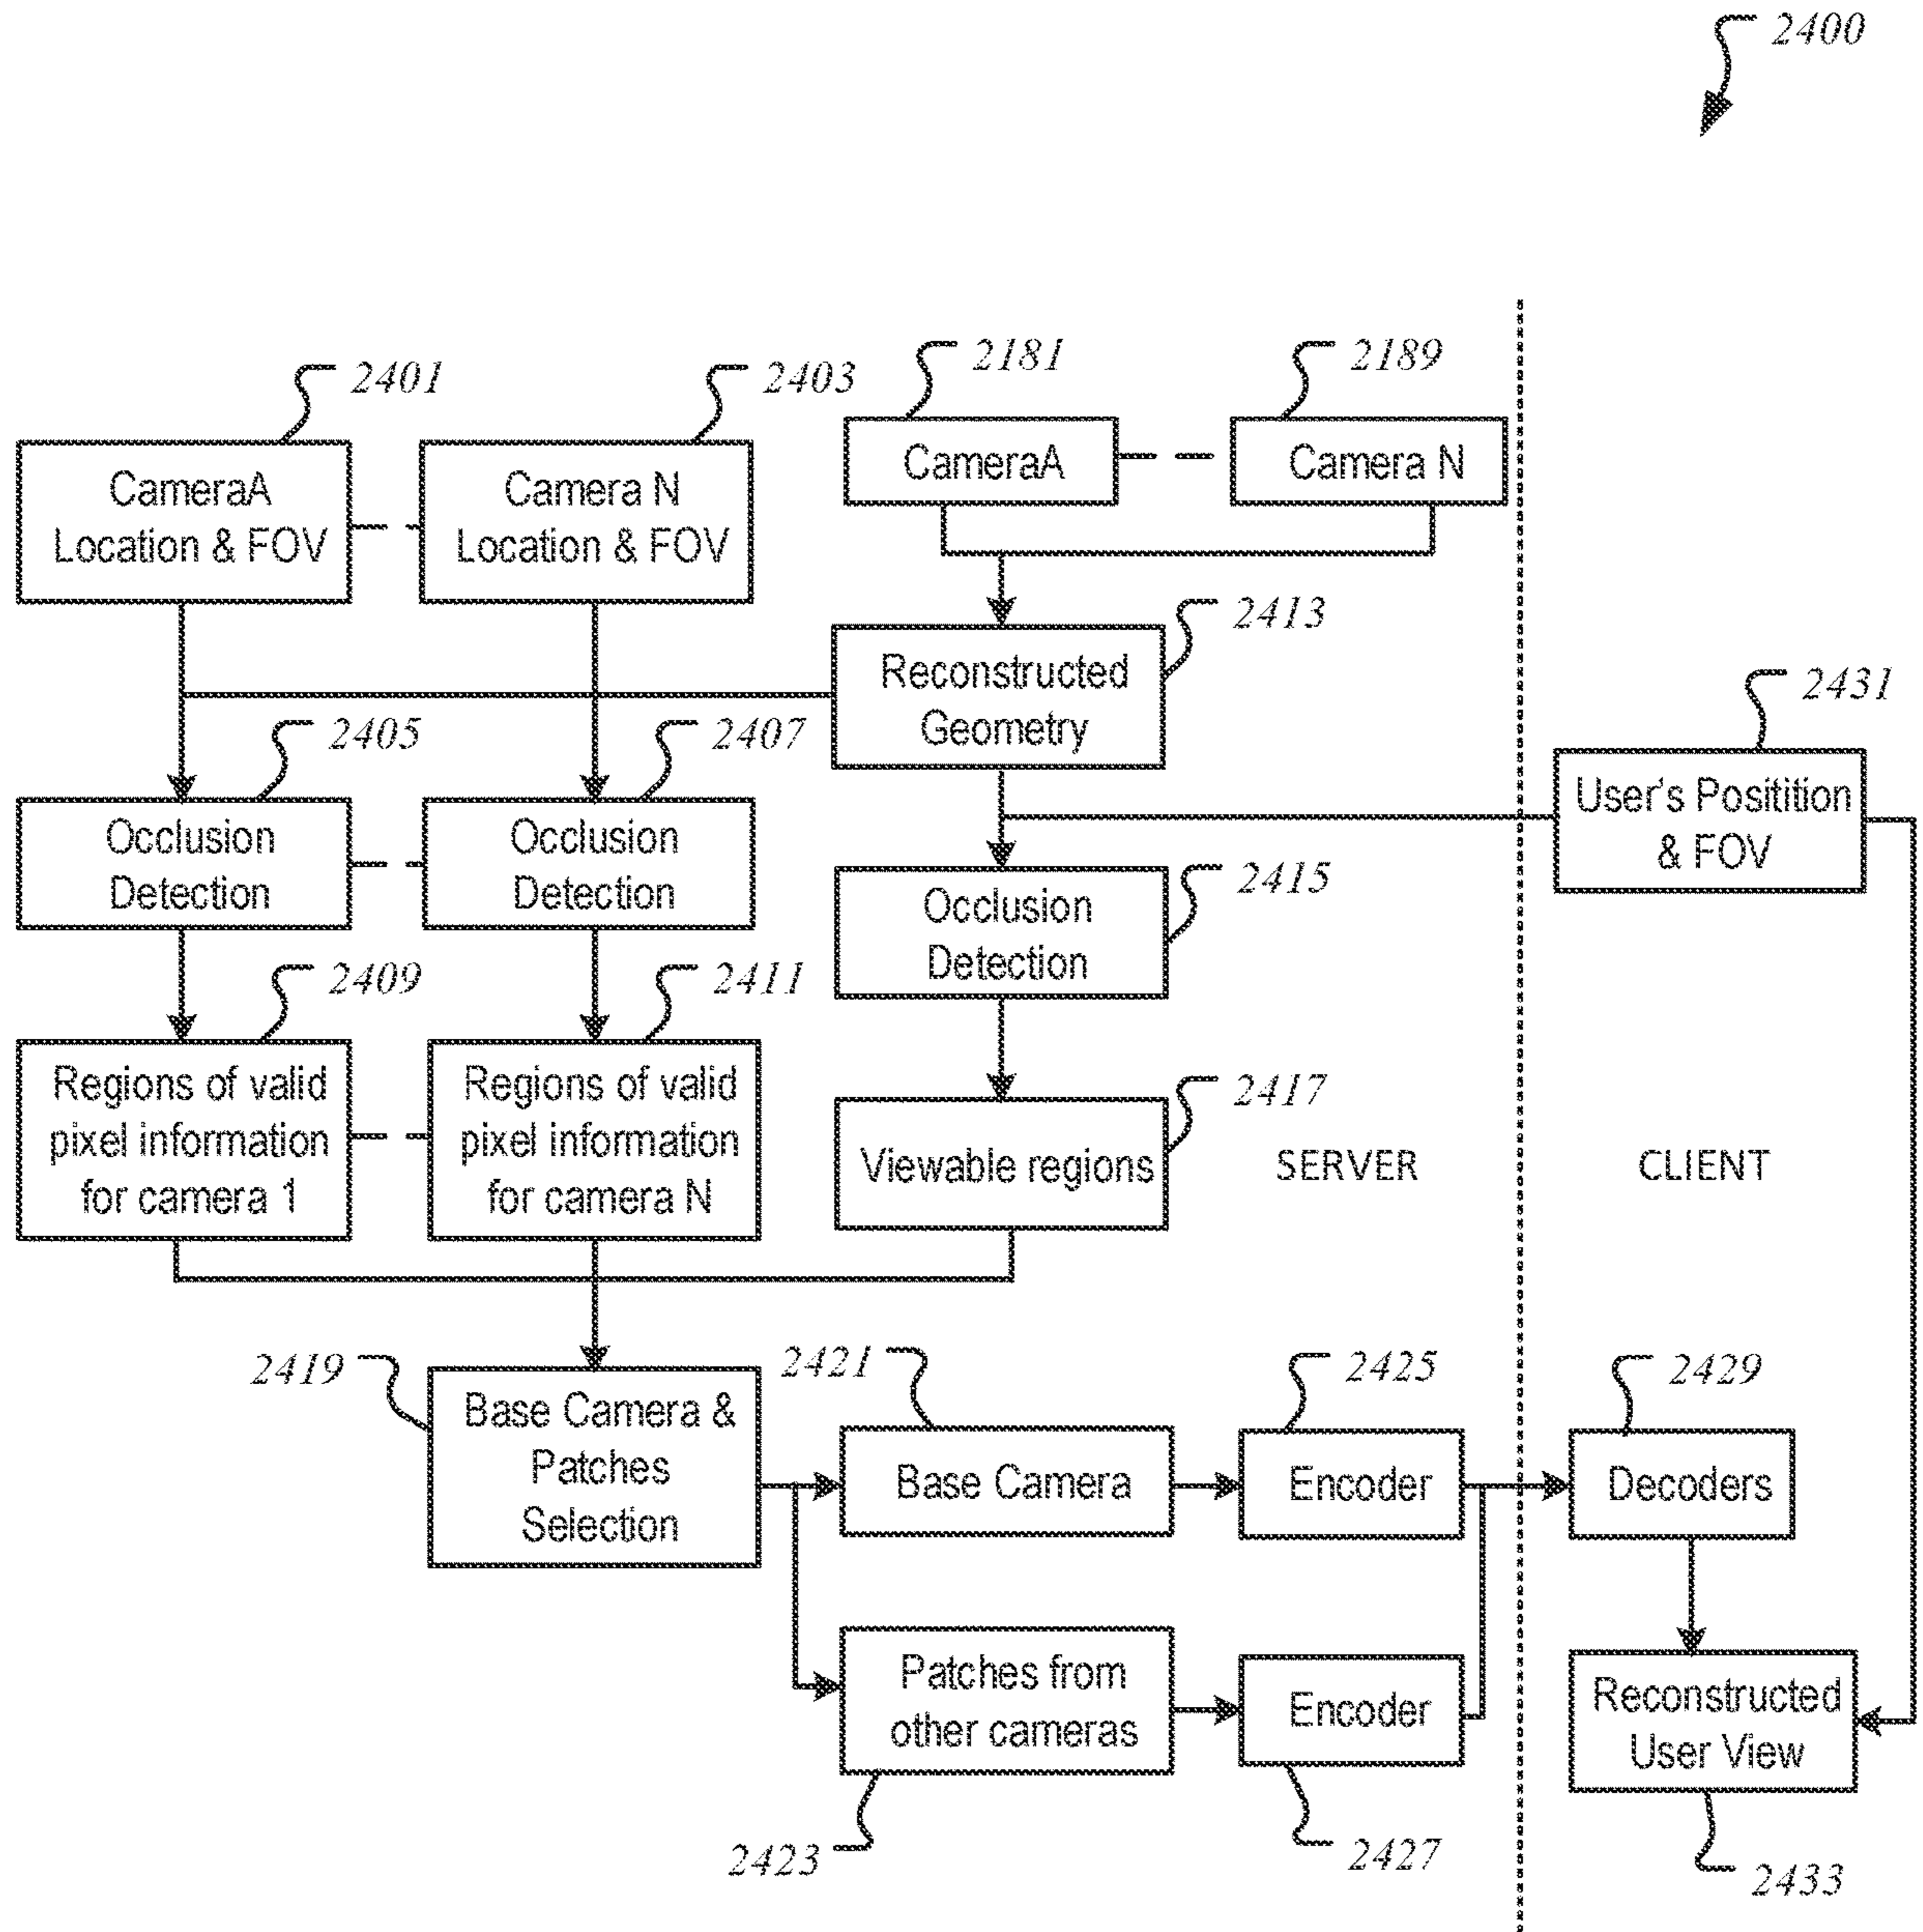 2400
2401
2403
2181
2189
CameraA
Location & FOV
Camera N
Location & FOV
CameraA
Camera N
2413
Reconstructed
Geometry
2431
User's Positition
& FOV
2405
2407
Occlusion
Detection
Occlusion
Detection
2415
Occlusion
Detection
2409
2411
Regions of valid
pixel information
for camera 1
Regions of valid
pixel information
for camera N
2417
Viewable regions
SERVER
CLIENT
2419
Base Camera &
Patches
Selection
2421
Base Camera
2425
Encoder
2429
Decoders
Patches from
other cameras
2423
Encoder
2427
Reconstructed
User View
2433